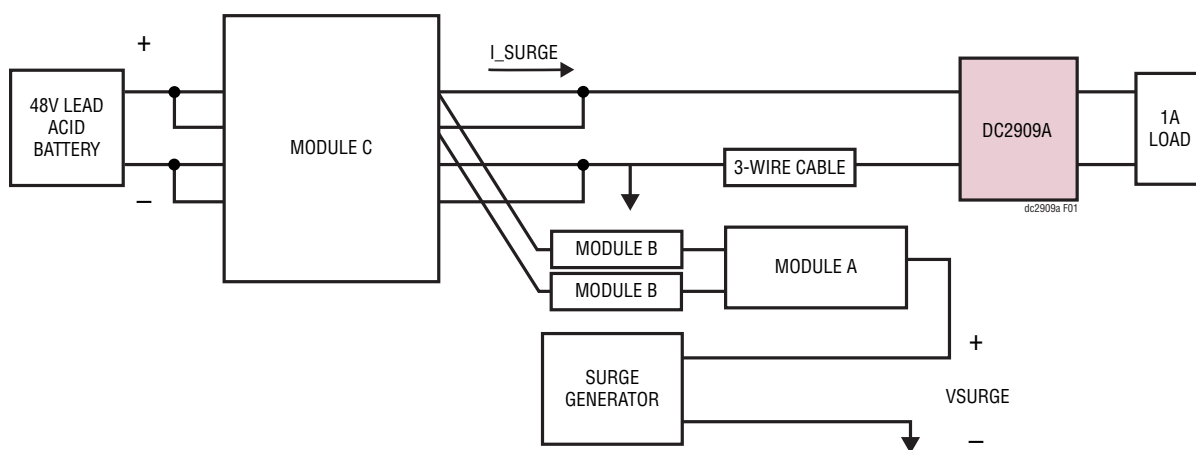 +
I_SURGE
48V LEAD
ACID
BATTERY
MODULE C
DC2909A
1A
LOAD
3-WIRE CABLE
–
dc2909a F01
MODULE B
MODULE A
MODULE B
+
SURGE
GENERATOR
VSURGE
–